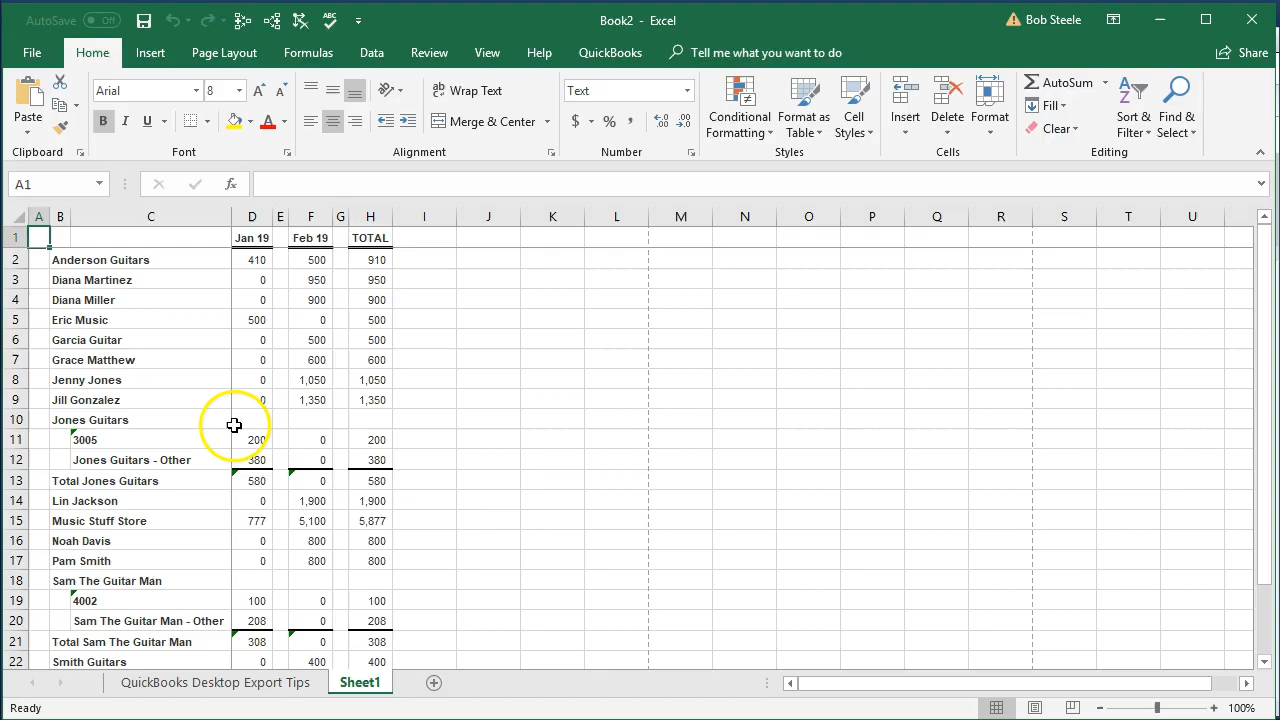 AutoSave Off Book2 - Excel Bob Steele
File Home Insert Page Layout Formulas Data Review View Help QuickBooks Tell me what you want to do Share
Paste Arial 8 Wrap Text Text Conditional Formatting Format as Table Cell Styles Insert Delete Format AutoSum Sort & Filter Find & Select
B I U A Merge & Center $ % , Fill Clear
Clipboard Font Alignment Number Styles Cells Editing
A1 fx
A B C D E F G H I J K L M N O P Q R S T U
1 Jan 19 Feb 19 TOTAL
2 Anderson Guitars 410 500 910
3 Diana Martinez 0 950 950
4 Diana Miller 0 900 900
5 Eric Music 500 0 500
6 Garcia Guitar 0 500 500
7 Grace Matthew 0 600 600
8 Jenny Jones 0 1,050 1,050
9 Jill Gonzalez 0 1,350 1,350
10 Jones Guitars
11 3005 200 0 200
12 Jones Guitars - Other 380 0 380
13 Total Jones Guitars 580 0 580
14 Lin Jackson 0 1,900 1,900
15 Music Stuff Store 777 5,100 5,877
16 Noah Davis 0 800 800
17 Pam Smith 0 800 800
18 Sam The Guitar Man
19 4002 100 0 100
20 Sam The Guitar Man - Other 208 0 208
21 Total Sam The Guitar Man 308 0 308
22 Smith Guitars 0 400 400
QuickBooks Desktop Export Tips Sheet1
Ready 100%